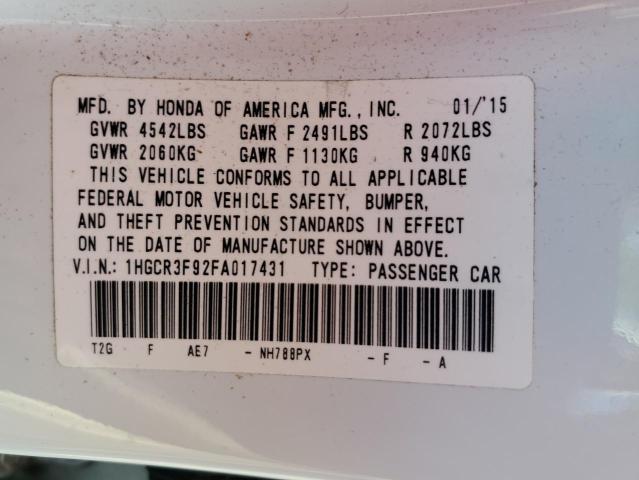 MFD. BY HONDA OF AMERICA MFG., INC. 01/'15
GVWR 4542LBS GAWR F 2491LBS R 2072LBS
GVWR 2060KG GAWR F 1130KG R 940KG
THIS VEHICLE CONFORMS TO ALL APPLICABLE
FEDERAL MOTOR VEHICLE SAFETY, BUMPER,
AND THEFT PREVENTION STANDARDS IN EFFECT
ON THE DATE OF MANUFACTURE SHOWN ABOVE.
V.I.N.: 1HGCR3F92FA017431 TYPE: PASSENGER CAR
T2G F AE7 - NH788PX - F - A